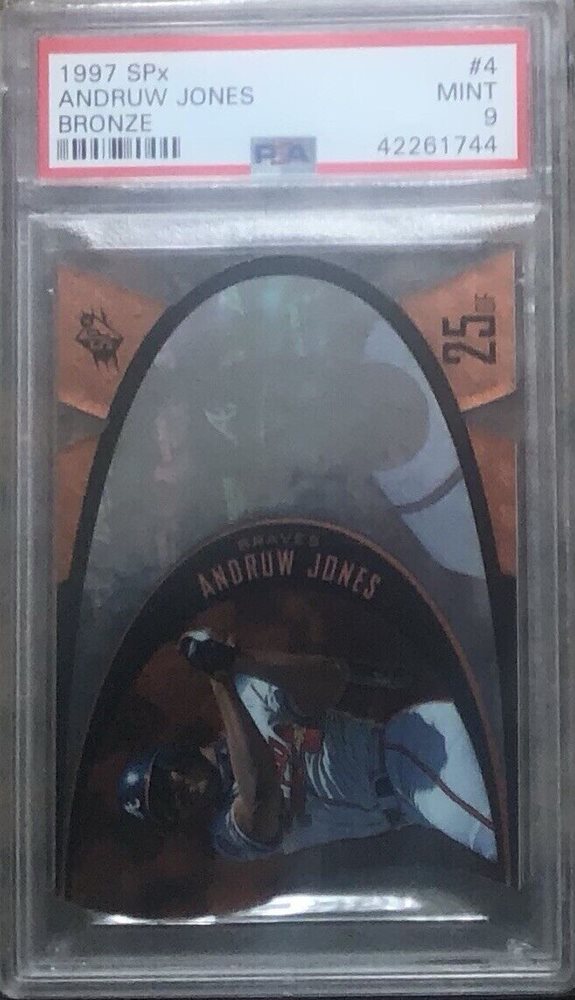 1997 SPx #4
ANDRUW JONES MINT
BRONZE 9
PSA 42261744
25
BRAVES
ANDRUW JONES